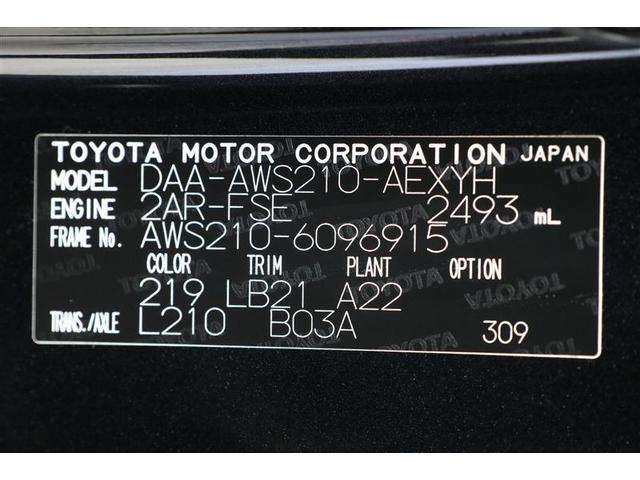 TOYOTA MOTOR CORPORATION JAPAN
MODEL DAA-AWS210-AEXYH
ENGINE 2AR-FSE 2493 mL
FRAME No. AWS210-6096915
COLOR TRIM PLANT OPTION
219 LB21 A22
TRANS./AXLE L210 B03A 309